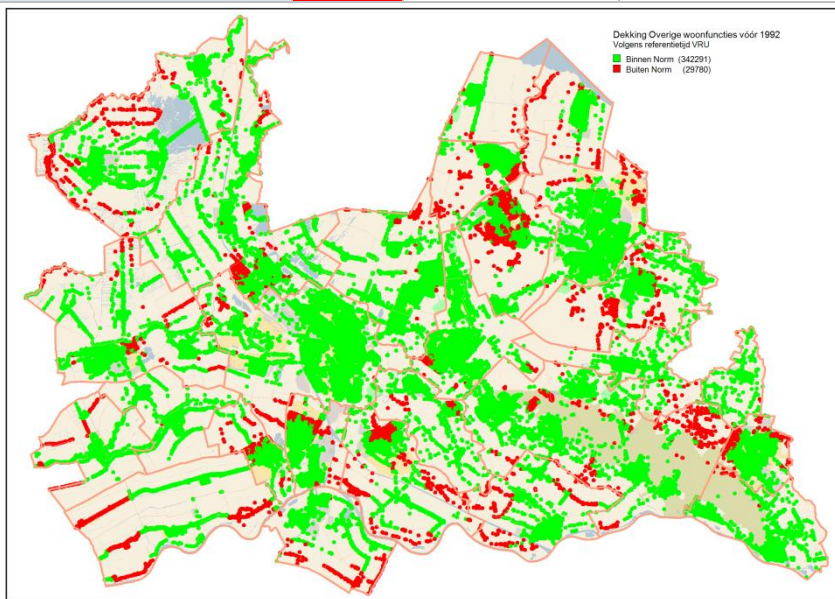 Dekking Overige woonfuncties vóór 1992
Volgens referentietijd VRU
Binnen Norm (342291)
Buiten Norm (29780)